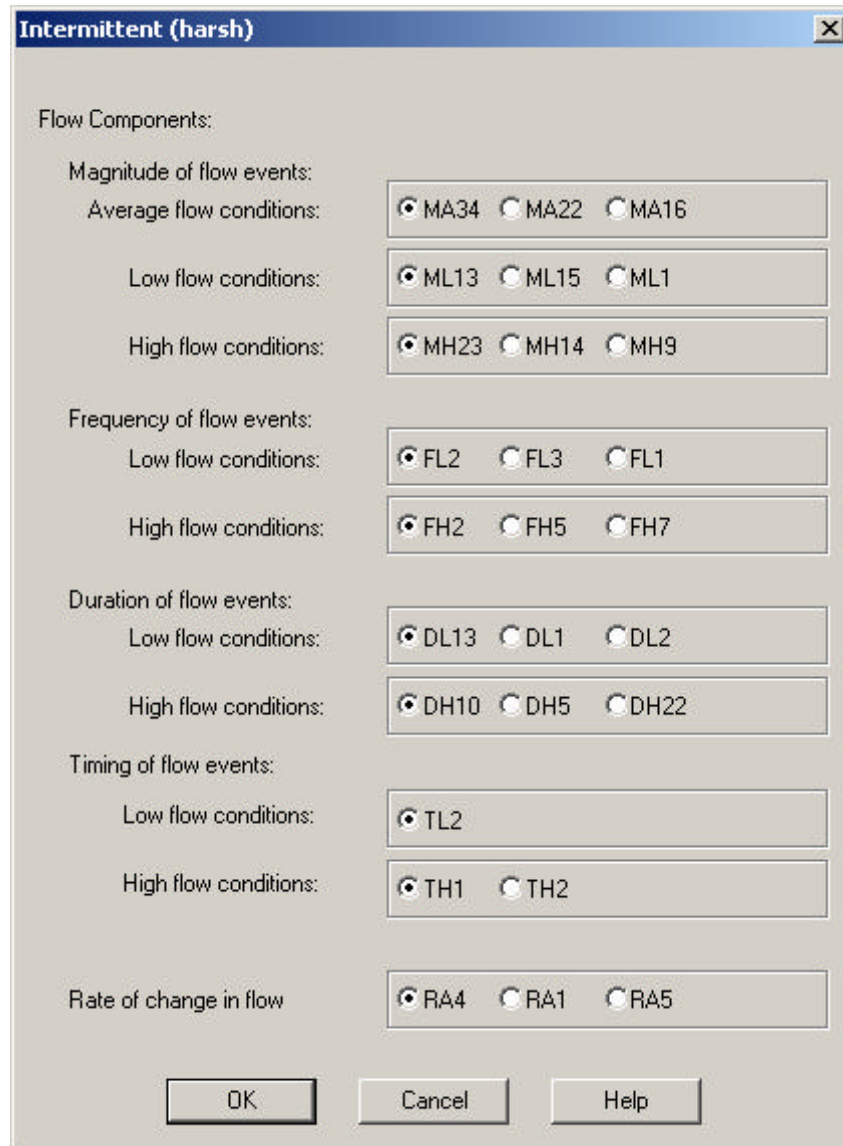 Intermittent (harsh)
Flow Components:
Magnitude of flow events:
Average flow conditions: MA34 MA22 MA16
Low flow conditions: ML13 ML15 ML1
High flow conditions: MH23 MH14 MH9
Frequency of flow events:
Low flow conditions: FL2 FL3 FL1
High flow conditions: FH2 FH5 FH7
Duration of flow events:
Low flow conditions: DL13 DL1 DL2
High flow conditions: DH10 DH5 DH22
Timing of flow events:
Low flow conditions: TL2
High flow conditions: TH1 TH2
Rate of change in flow RA4 RA1 RA5
OK Cancel Help